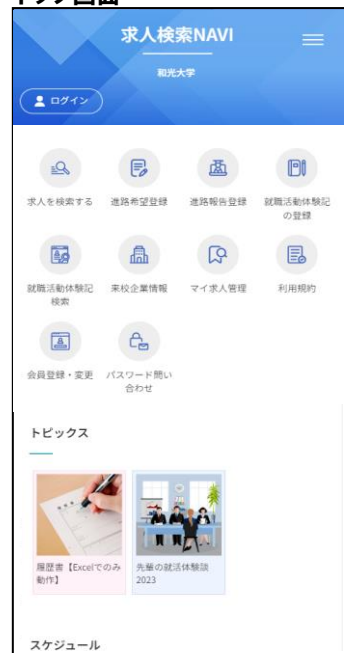 トップ画面
求人検索NAVI
和光大学
ログイン
求人を検索する
進路希望登録
進路報告登録
就職活動体験記
の登録
就職活動体験記
検索
来校企業情報
マイ求人管理
利用規約
会員登録・変更
パスワード問い
合わせ
トピックス
履歴書【Excelでのみ
動作】
先輩の就活体験談
2023
スケジュール